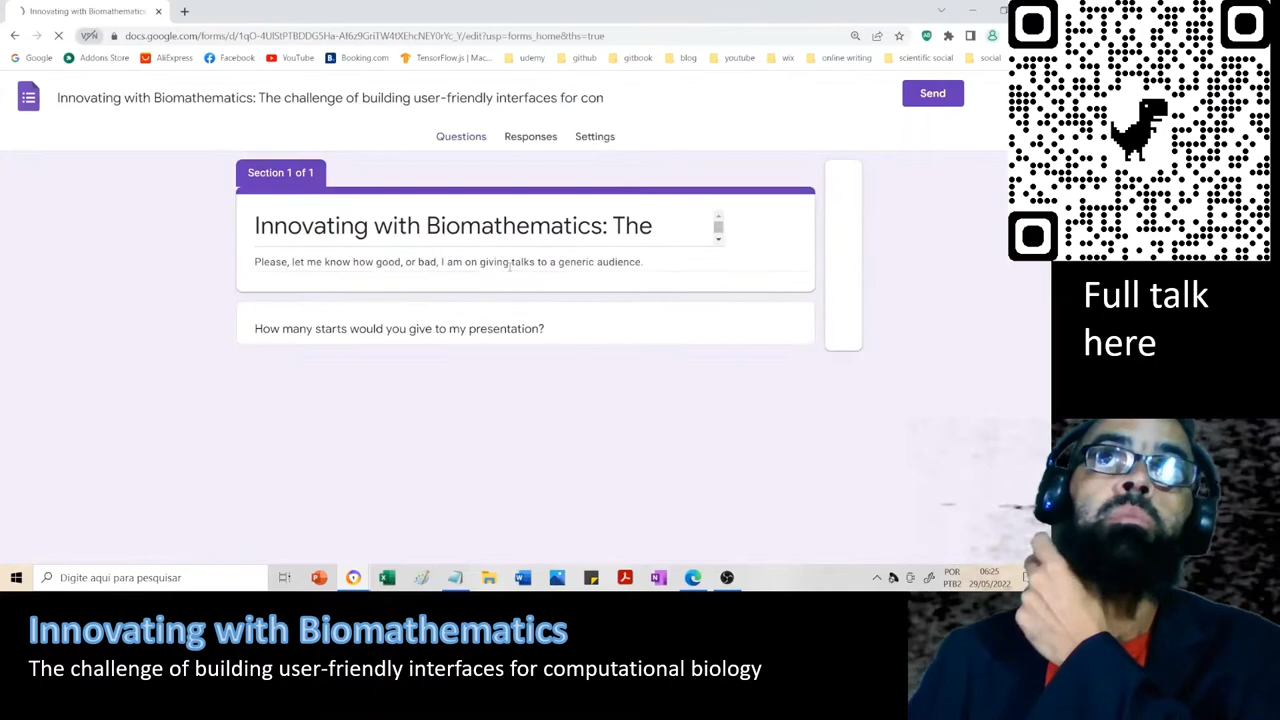 Innovating with Biomathematics:
docs.google.com/forms/d/1qO-4UlStPTBDDG5Ha-Af6z9GriTW4tXEhcNEY0rYc_Y/edit?usp=forms_home&ths=true
Google
Addons Store
AliExpress
Facebook
YouTube
Booking.com
TensorFlow.js | Mac...
udemy
github
gitbook
blog
youtube
wix
online writing
scientific social
social
Innovating with Biomathematics: The challenge of building user-friendly interfaces for con
Send
Questions
Responses
Settings
Section 1 of 1
Innovating with Biomathematics: The
Please, let me know how good, or bad, I am on giving talks to a generic audience.
How many starts would you give to my presentation?
Full talk
here
Digite aqui para pesquisar
POR
PTB2
06:25
29/05/2022
Innovating with Biomathematics
The challenge of building user-friendly interfaces for computational biology